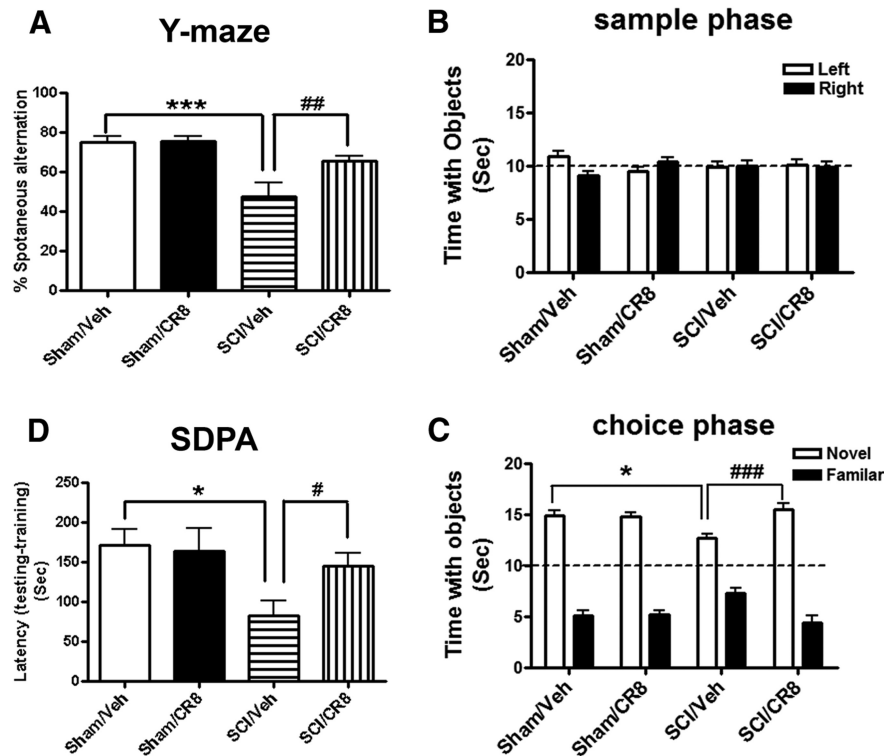 A
Y-maze
% Spotaneous alternation
100
80
60
40
20
0
***
##
Sham/Veh
Sham/CR8
SCI/Veh
SCI/CR8
B
sample phase
Time with Objects
(Sec)
20
15
10
5
0
Left
Right
Sham/Veh
Sham/CR8
SCI/Veh
SCI/CR8
D
SDPA
Latency (testing-training)
(Sec)
250
200
150
100
50
0
*
#
Sham/Veh
Sham/CR8
SCI/Veh
SCI/CR8
C
choice phase
Time with objects
(Sec)
20
15
10
5
0
Novel
Familar
*
###
Sham/Veh
Sham/CR8
SCI/Veh
SCI/CR8